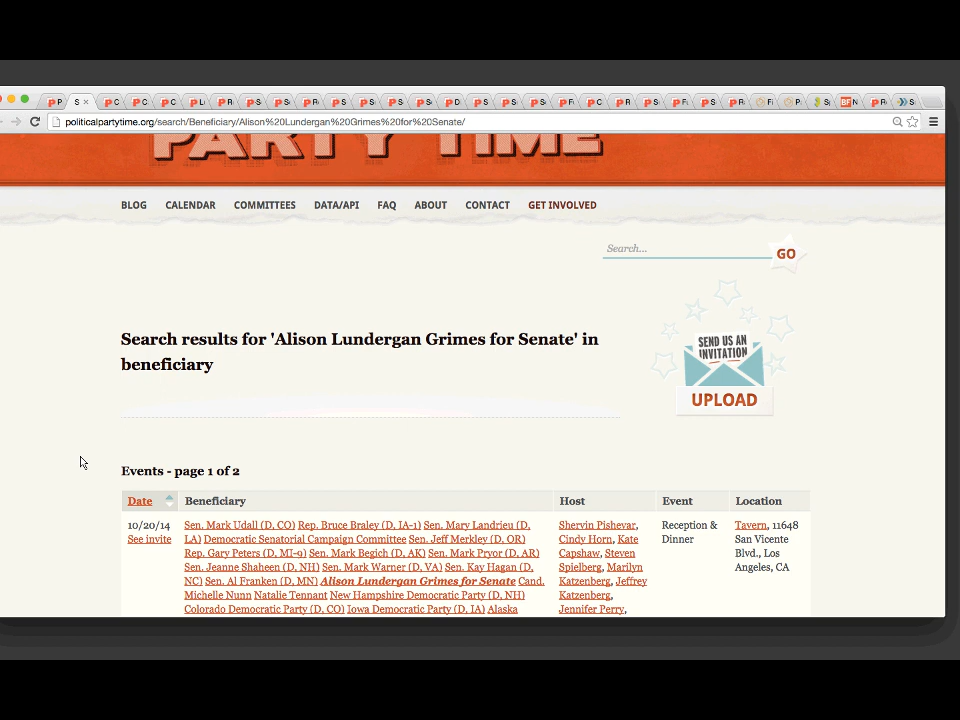 P S × C C C L R S S R S S S S D S S S F C R S F S R Fi P S BF N R S
politicalpartytime.org/search/Beneficiary/Alison%20Lundergan%20Grimes%20for%20Senate/
PARTY TIME
BLOG CALENDAR COMMITTEES DATA/API FAQ ABOUT CONTACT GET INVOLVED
Search... GO
Search results for 'Alison Lundergan Grimes for Senate' in
beneficiary
SEND US AN
INVITATION
UPLOAD
Events - page 1 of 2
Date Beneficiary Host Event Location
10/20/14 Sen. Mark Udall (D, CO) Rep. Bruce Braley (D, IA-1) Sen. Mary Landrieu (D, Shervin Pishevar, Reception & Tavern, 11648
See invite LA) Democratic Senatorial Campaign Committee Sen. Jeff Merkley (D, OR) Cindy Horn, Kate Dinner San Vicente
Rep. Gary Peters (D, MI-9) Sen. Mark Begich (D, AK) Sen. Mark Pryor (D, AR) Capshaw, Steven Blvd., Los
Sen. Jeanne Shaheen (D, NH) Sen. Mark Warner (D, VA) Sen. Kay Hagan (D, Spielberg, Marilyn Angeles, CA
NC) Sen. Al Franken (D, MN) Alison Lundergan Grimes for Senate Cand. Katzenberg, Jeffrey
Michelle Nunn Natalie Tennant New Hampshire Democratic Party (D, NH) Katzenberg,
Colorado Democratic Party (D, CO) Iowa Democratic Party (D, IA) Alaska Jennifer Perry,